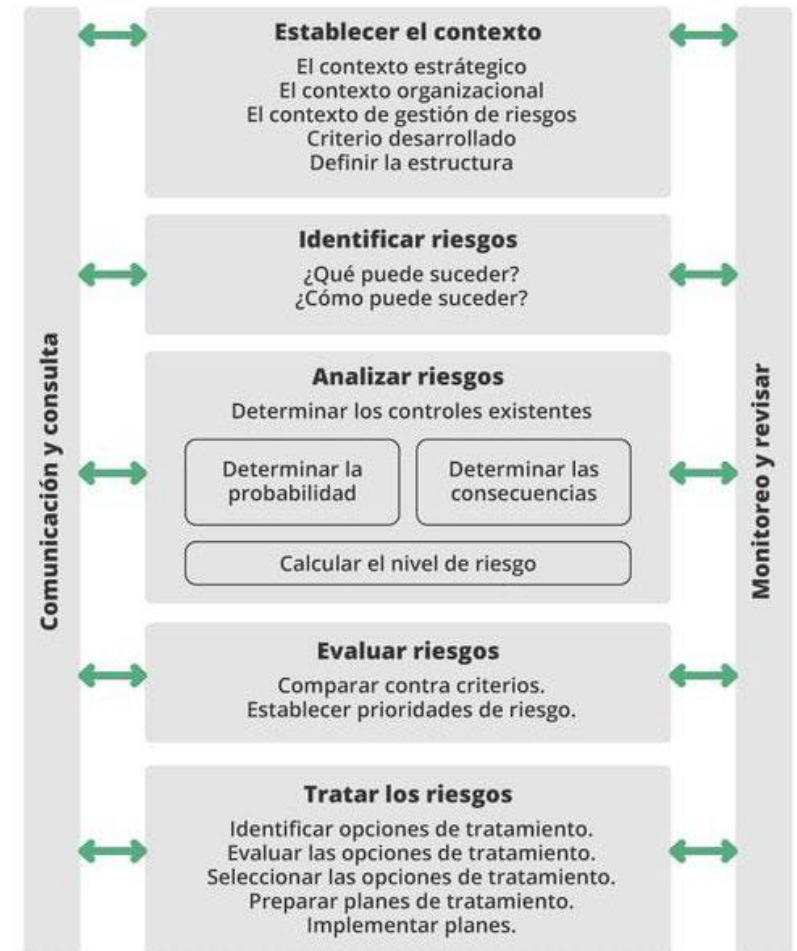 Establecer el contexto
El contexto estrátegico
El contexto organizacional
El contexto de gestión de riesgos
Criterio desarrollado
Definir la estructura
Identificar riesgos
¿Qué puede suceder?
¿Cómo puede suceder?
Analizar riesgos
Determinar los controles existentes
Determinar la
probabilidad
Determinar las
consecuencias
Calcular el nivel de riesgo
Evaluar riesgos
Comparar contra criterios.
Establecer prioridades de riesgo.
Tratar los riesgos
Identificar opciones de tratamiento.
Evaluar las opciones de tratamiento.
Seleccionar las opciones de tratamiento.
Preparar planes de tratamiento.
Implementar planes.
Comunicación y consulta
Monitoreo y revisar